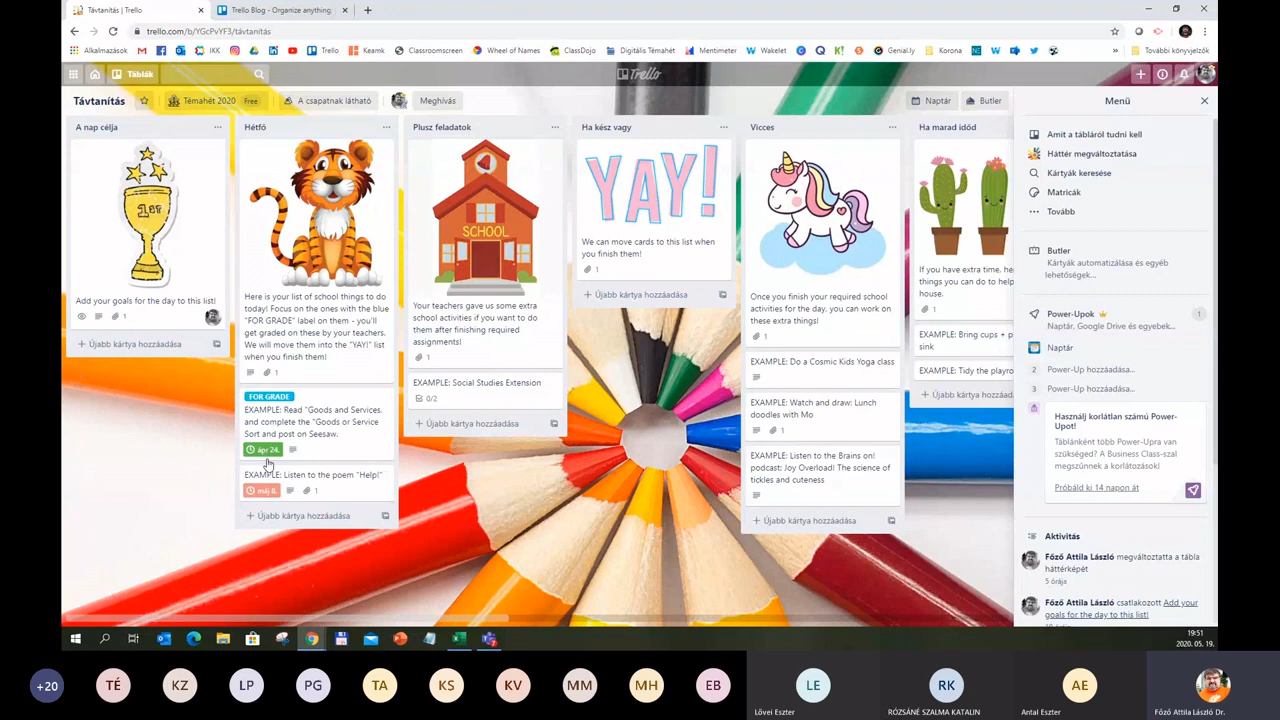 Távtanítás | Trello
Trello Blog - Organize anything
trello.com/b/YGcPvYF3/távtanítás
Alkalmazások
IKK
Trello
Keamk
Classroomscreen
Wheel of Names
ClassDojo
Digitális Témahét
Mentimeter
Wakelet
Genial.ly
Korona
További könyvjelzők
Táblák
Trello
Távtanítás
Témahét 2020
Free
A csapatnak látható
Meghívás
Naptár
Butler
A nap célja
1ST
Add your goals for the day to this list!
1
Újabb kártya hozzáadása
Hétfő
Here is your list of school things to do
today! Focus on the ones with the blue
"FOR GRADE" label on them - you'll
get graded on these by your teachers.
We will move them into the "YAY!" list
when you finish them!
1
FOR GRADE
EXAMPLE: Read "Goods and Services.
and complete the "Goods or Service
Sort and post on Seesaw.
ápr 24.
EXAMPLE: Listen to the poem "Help!"
máj 8.
1
Újabb kártya hozzáadása
Plusz feladatok
SCHOOL
Your teachers gave us some extra
school activities if you want to do
them after finishing required
assignments!
1
EXAMPLE: Social Studies Extension
0/2
Újabb kártya hozzáadása
Ha kész vagy
YAY!
We can move cards to this list when
you finish them!
1
Újabb kártya hozzáadása
Vicces
Once you finish your required school
activities for the day, you can work on
these extra things!
1
EXAMPLE: Do a Cosmic Kids Yoga class
EXAMPLE: Watch and draw: Lunch
doodles with Mo
1
EXAMPLE: Listen to the Brains on!
podcast: Joy Overload! The science of
tickles and cuteness
Újabb kártya hozzáadása
Ha marad időd
If you have extra time, he
things you can do to help
house.
1
EXAMPLE: Bring cups + p
sink
EXAMPLE: Tidy the playro
Újabb kártya hozzáa
Menü
Amit a tábláról tudni kell
Háttér megváltoztatása
Kártyák keresése
Matricák
Tovább
Butler
Kártyák automatizálása és egyéb
lehetőségek...
Power-Upok
1
Naptár, Google Drive és egyebek...
Naptár
2 Power-Up hozzáadása...
3 Power-Up hozzáadása...
Használj korlátlan számú Power-
Upot!
Táblánként több Power-Upra van
szükséged? A Business Class-szal
megszűnnek a korlátozások!
Próbáld ki 14 napon át
Aktivitás
Főző Attila László megváltoztatta a tábla
háttérképét
5 órája
Főző Attila László csatlakozott Add your
goals for the day to this list!
19:51
2020. 05. 19.
+20
TÉ
KZ
LP
PG
TA
KS
KV
MM
MH
EB
LE
Lővei Eszter
RK
RÓZSÁNÉ SZALMA KATALIN
AE
Antal Eszter
Főző Attila László Dr.